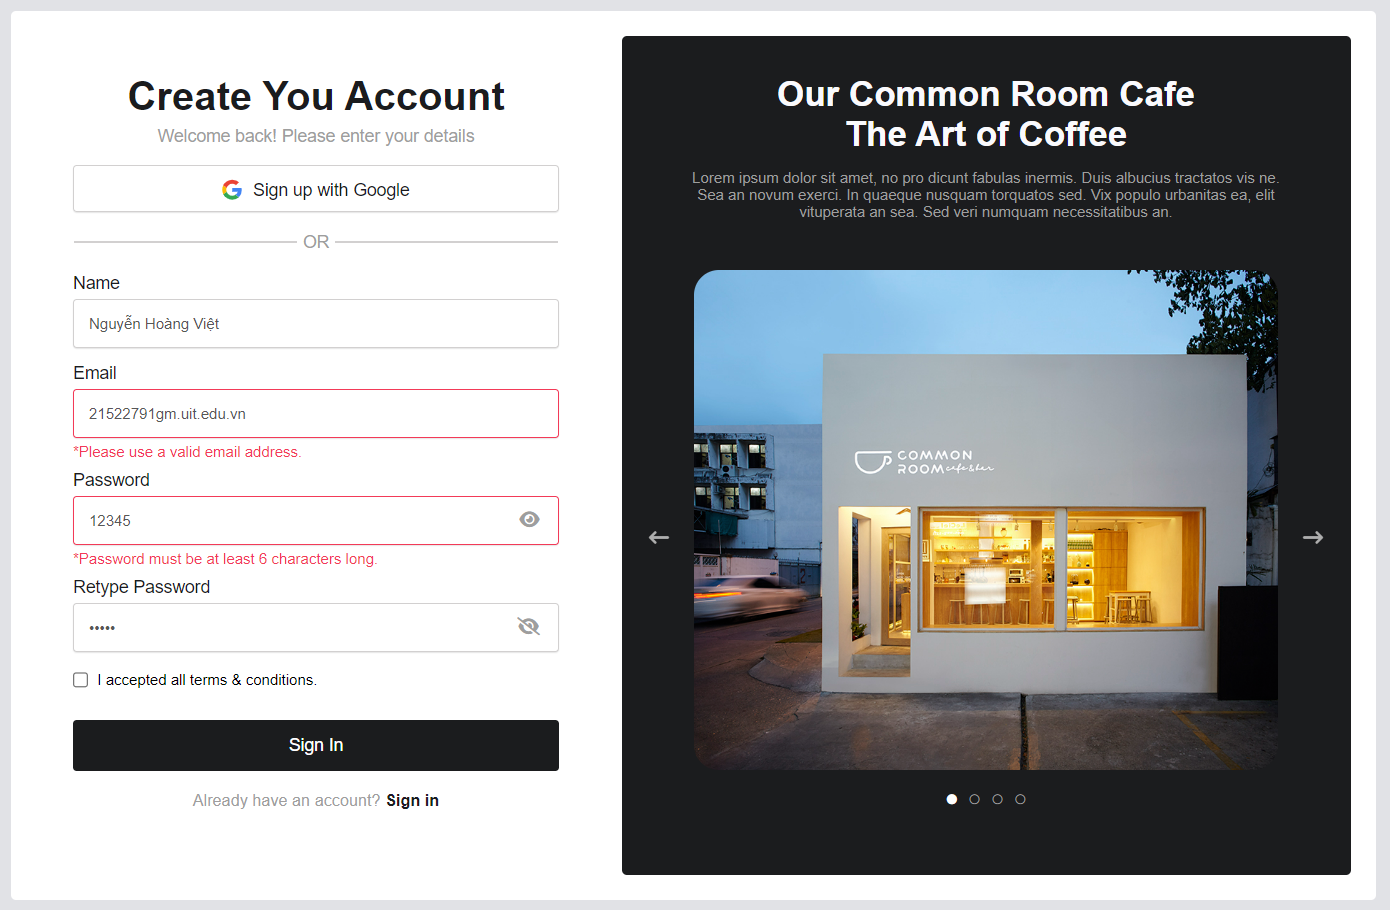 Create You Account
Welcome back! Please enter your details
Sign up with Google
OR
Name
Nguyễn Hoàng Việt
Email
21522791gm.uit.edu.vn
*Please use a valid email address.
Password
12345
*Password must be at least 6 characters long.
Retype Password
•••••
I accepted all terms & conditions.
Sign In
Already have an account? Sign in
Our Common Room Cafe
The Art of Coffee
Lorem ipsum dolor sit amet, no pro dicunt fabulas inermis. Duis albucius tractatos vis ne.
Sea an novum exerci. In quaeque nusquam torquatos sed. Vix populo urbanitas ea, elit
vituperata an sea. Sed veri numquam necessitatibus an.
COMMON
ROOM cafe&bar